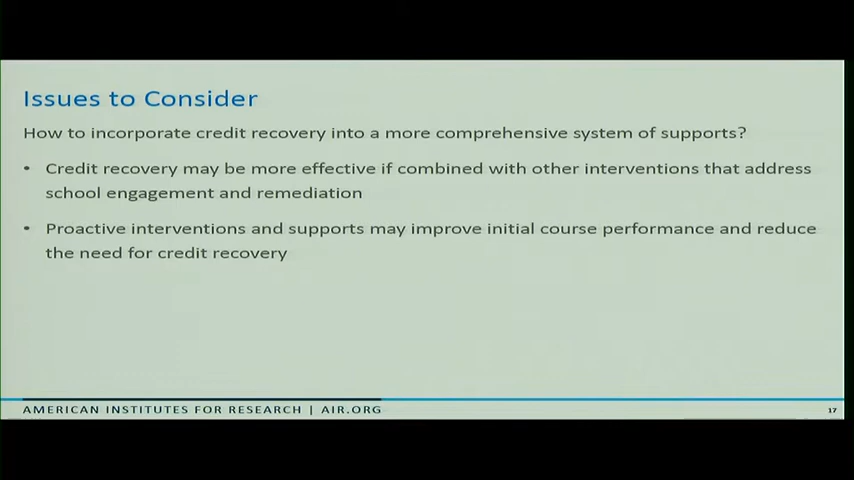 Issues to Consider
How to incorporate credit recovery into a more comprehensive system of supports?
• Credit recovery may be more effective if combined with other interventions that address
school engagement and remediation
• Proactive interventions and supports may improve initial course performance and reduce
the need for credit recovery
AMERICAN INSTITUTES FOR RESEARCH | AIR.ORG
17